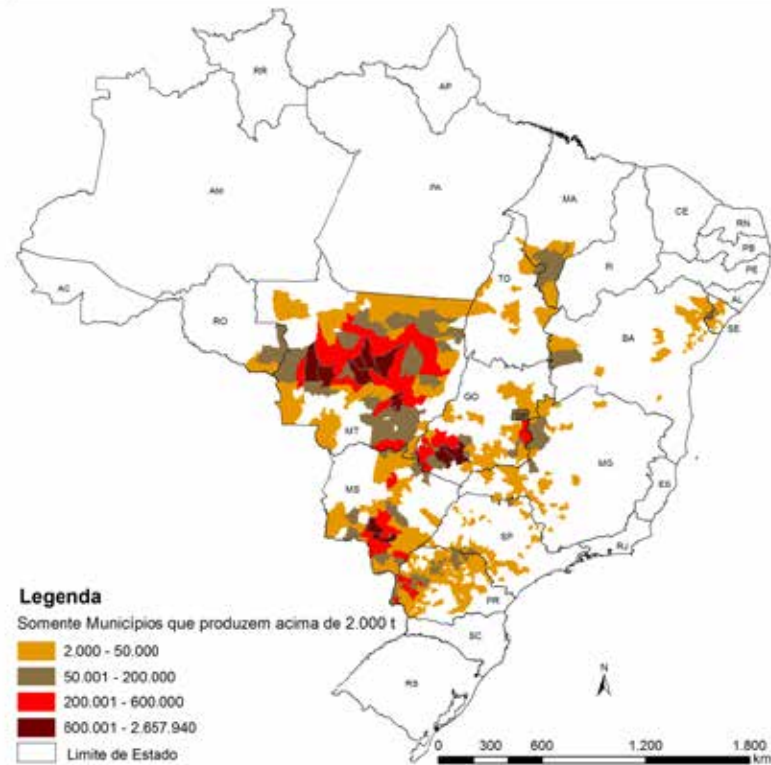 RR
AP
AM
PA
MA
CE
RN
PB
PE
PI
AL
SE
AC
RO
TO
BA
MT
GO
MG
ES
MS
SP
RJ
PR
SC
RS
Legenda
Somente Municípios que produzem acima de 2.000 t
2.000 - 50.000
50.001 - 200.000
200.001 - 600.000
600.001 - 2.657.940
Limite de Estado
N
0 300 600 1.200 1.800
km